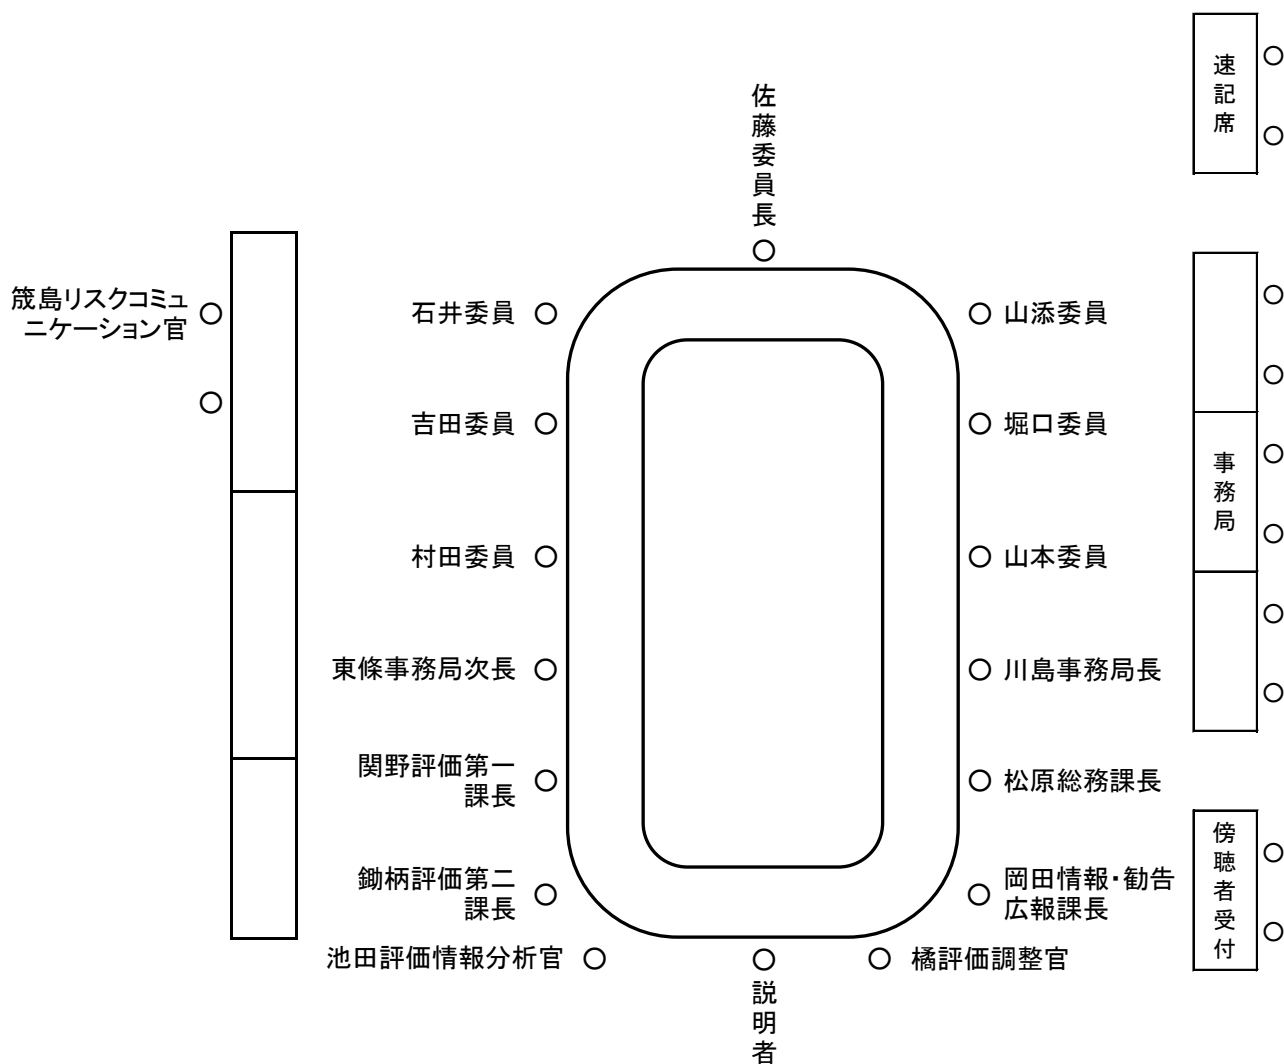 速記席
佐藤委員長
筬島リスクコミュ
ニケーション官
石井委員
山添委員
吉田委員
堀口委員
事務局
村田委員
山本委員
東條事務局次長
川島事務局長
関野評価第一
課長
松原総務課長
傍聴者受付
鋤柄評価第二
課長
岡田情報・勧告
広報課長
池田評価情報分析官
橘評価調整官
説明者